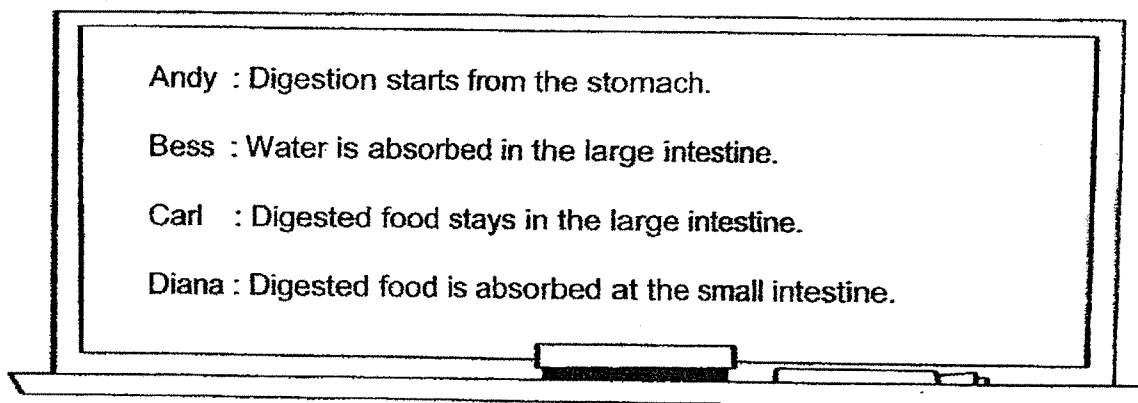 Andy : Digestion starts from the stomach.
Bess : Water is absorbed in the large intestine.
Carl : Digested food stays in the large intestine.
Diana : Digested food is absorbed at the small intestine.